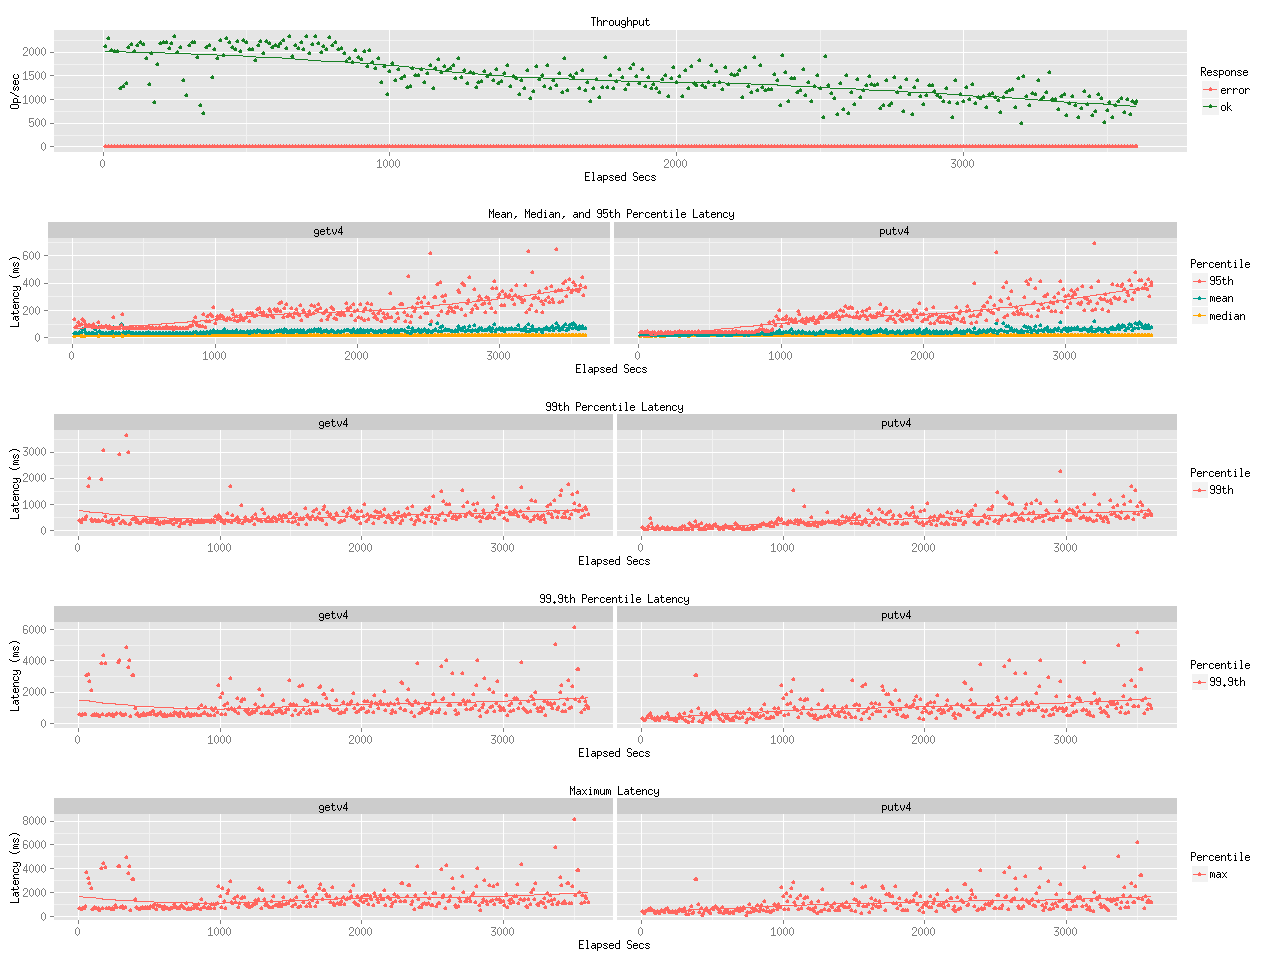 Throughput
Op/sec
2000
1500
1000
500
0
0 1000 2000 3000
Elapsed Secs
Response
error
ok
Mean, Median, and 95th Percentile Latency
getv4 putv4
Latency (ms)
600
400
200
0
0 1000 2000 3000 0 1000 2000 3000
Elapsed Secs
Percentile
95th
mean
median
99th Percentile Latency
getv4 putv4
Latency (ms)
3000
2000
1000
0
0 1000 2000 3000 0 1000 2000 3000
Elapsed Secs
Percentile
99th
99.9th Percentile Latency
getv4 putv4
Latency (ms)
6000
4000
2000
0
0 1000 2000 3000 0 1000 2000 3000
Elapsed Secs
Percentile
99.9th
Maximum Latency
getv4 putv4
Latency (ms)
8000
6000
4000
2000
0
0 1000 2000 3000 0 1000 2000 3000
Elapsed Secs
Percentile
max